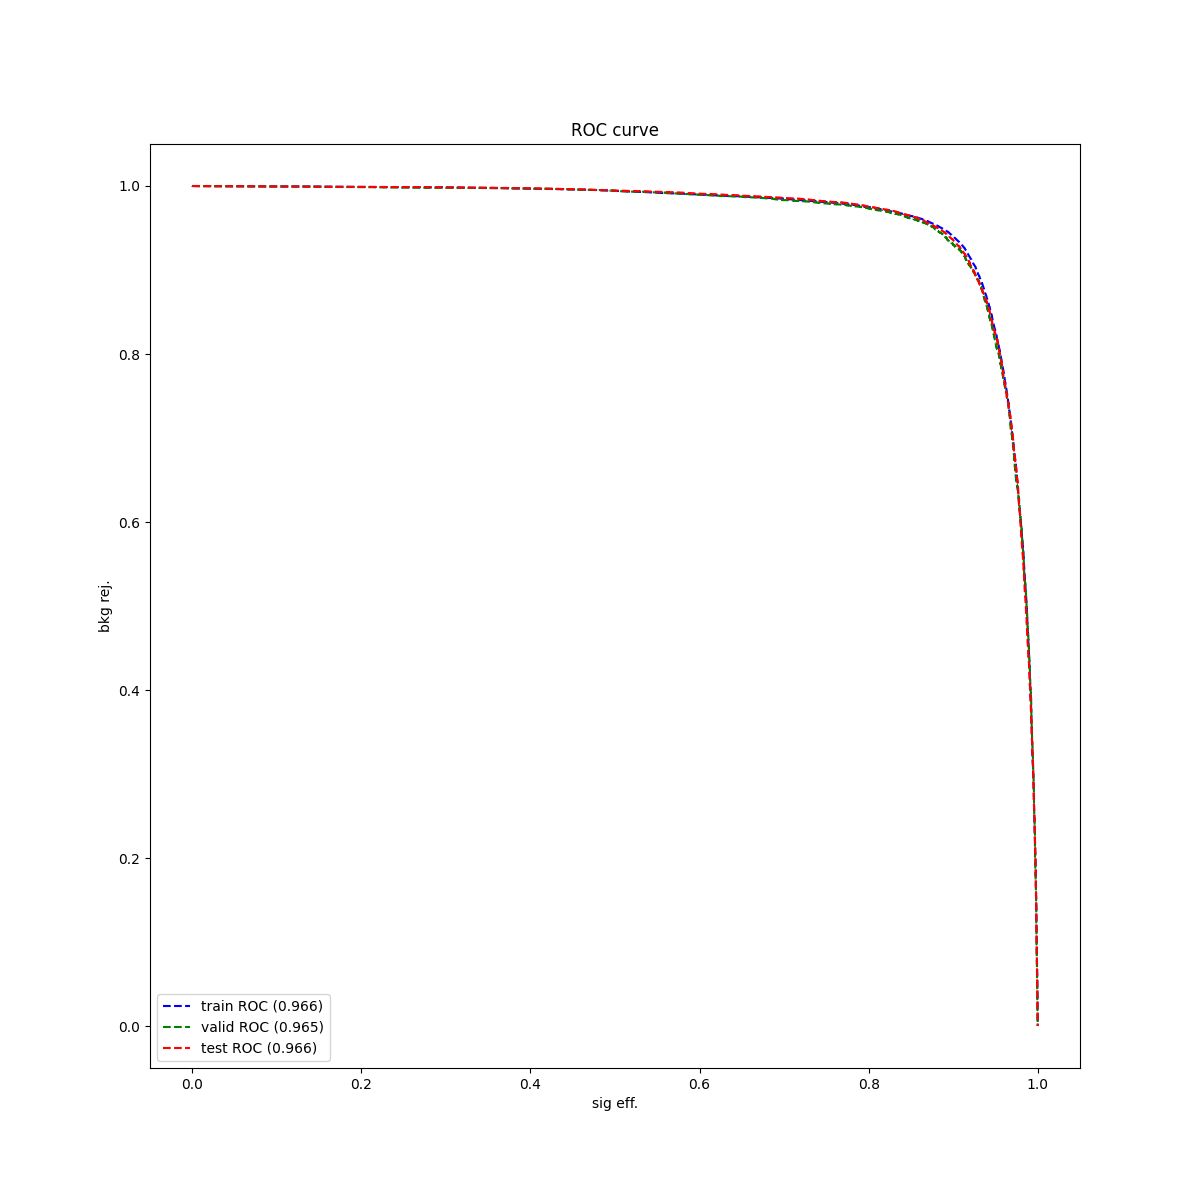 ROC curve
1.0
0.8
0.6
0.4
0.2
0.0
bkg rej.
train ROC (0.966)
valid ROC (0.965)
test ROC (0.966)
0.0 0.2 0.4 0.6 0.8 1.0
sig eff.